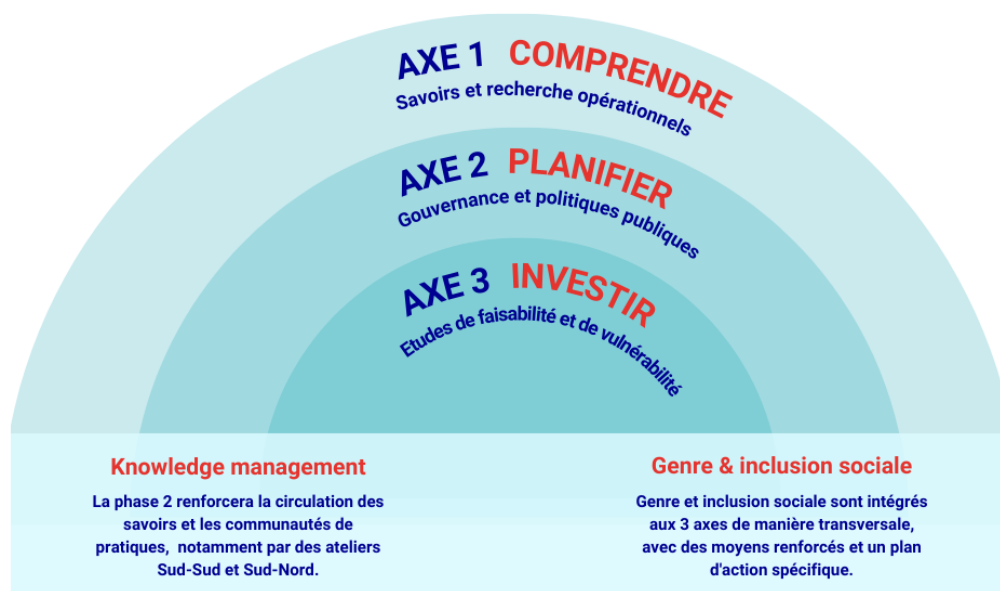 AXE 1 COMPRENDRE
Savoirs et recherche opérationnels
AXE 2 PLANIFIER
Gouvernance et politiques publiques
AXE 3 INVESTIR
Etudes de faisabilité et de vulnérabilité
Knowledge management
La phase 2 renforcera la circulation des
savoirs et les communautés de
pratiques, notamment par des ateliers
Sud-Sud et Sud-Nord.
Genre & inclusion sociale
Genre et inclusion sociale sont intégrés
aux 3 axes de manière transversale,
avec des moyens renforcés et un plan
d'action spécifique.